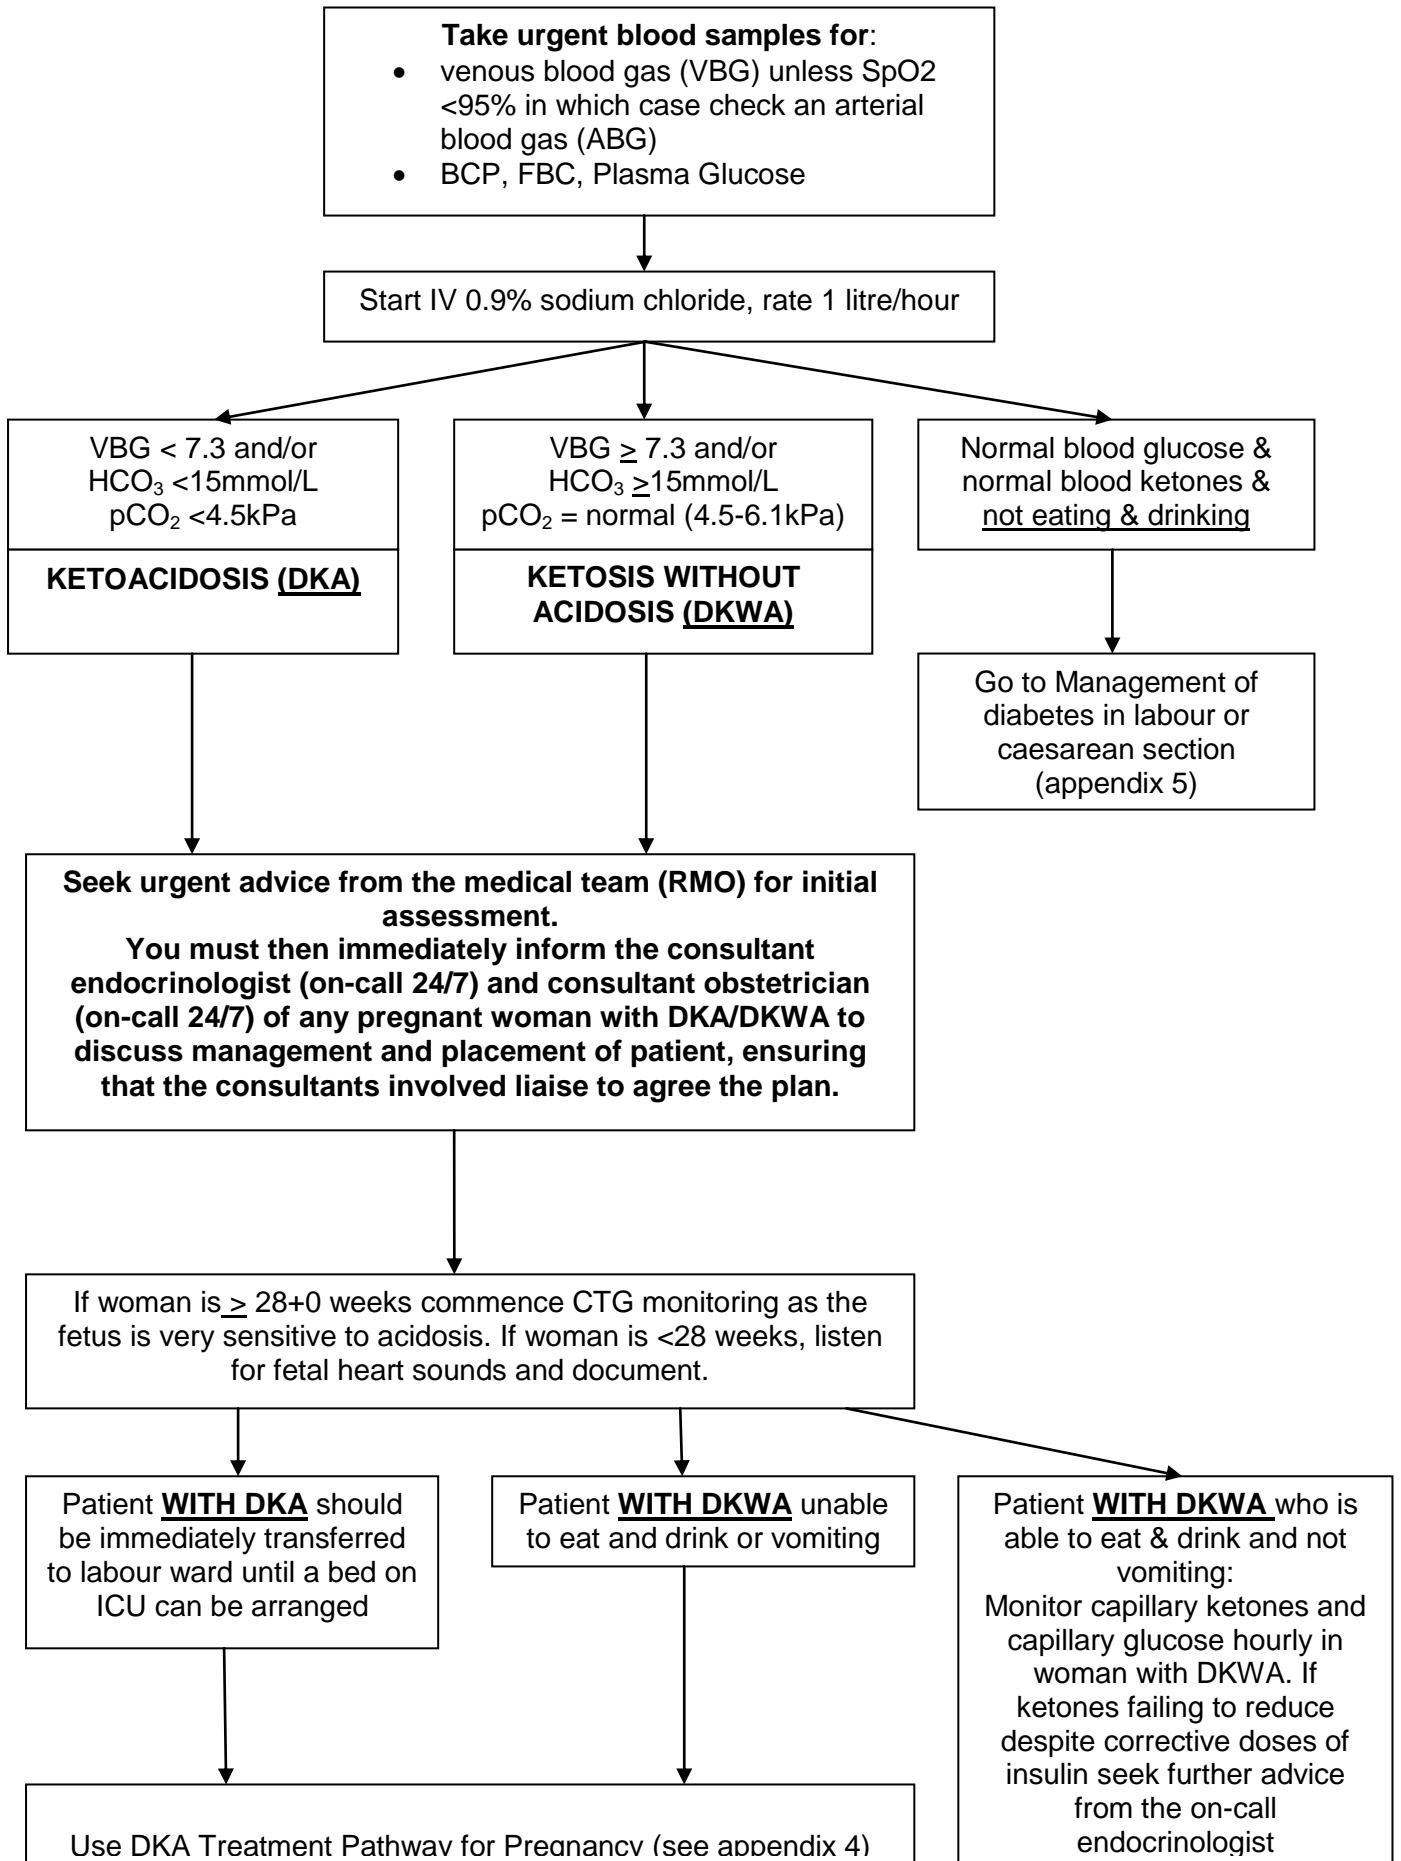 Take urgent blood samples for:
• venous blood gas (VBG) unless SpO2
<95% in which case check an arterial
blood gas (ABG)
• BCP, FBC, Plasma Glucose
Start IV 0.9% sodium chloride, rate 1 litre/hour
VBG < 7.3 and/or
HCO₃ <15mmol/L
pCO₂ <4.5kPa
KETOACIDOSIS (DKA)
VBG ≥ 7.3 and/or
HCO₃ ≥15mmol/L
pCO₂ = normal (4.5-6.1kPa)
KETOSIS WITHOUT
ACIDOSIS (DKWA)
Normal blood glucose &
normal blood ketones &
not eating & drinking
Go to Management of
diabetes in labour or
caesarean section
(appendix 5)
Seek urgent advice from the medical team (RMO) for initial
assessment.
You must then immediately inform the consultant
endocrinologist (on-call 24/7) and consultant obstetrician
(on-call 24/7) of any pregnant woman with DKA/DKWA to
discuss management and placement of patient, ensuring
that the consultants involved liaise to agree the plan.
If woman is ≥ 28+0 weeks commence CTG monitoring as the
fetus is very sensitive to acidosis. If woman is <28 weeks, listen
for fetal heart sounds and document.
Patient WITH DKA should
be immediately transferred
to labour ward until a bed on
ICU can be arranged
Patient WITH DKWA unable
to eat and drink or vomiting
Patient WITH DKWA who is
able to eat & drink and not
vomiting:
Monitor capillary ketones and
capillary glucose hourly in
woman with DKWA. If
ketones failing to reduce
despite corrective doses of
insulin seek further advice
from the on-call
endocrinologist
Use DKA Treatment Pathway for Pregnancy (see appendix 4)